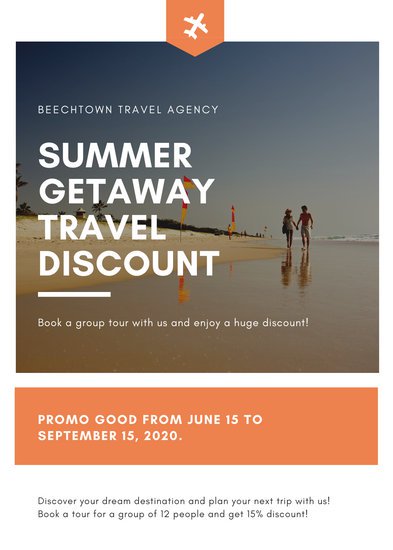 BEECHTOWN TRAVEL AGENCY
SUMMER
GETAWAY
TRAVEL
DISCOUNT
Book a group tour with us and enjoy a huge discount!
PROMO GOOD FROM JUNE 15 TO
SEPTEMBER 15, 2020.
Discover your dream destination and plan your next trip with us!
Book a tour for a group of 12 people and get 15% discount!